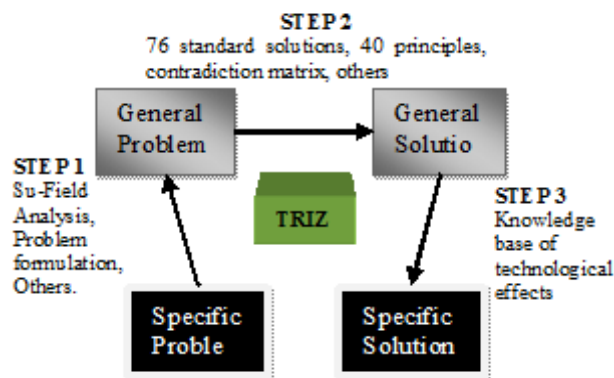 STEP 2
76 standard solutions, 40 principles,
contradiction matrix, others
General
Problem
General
Solutio
STEP 1
Su-Field
Analysis,
Problem
formulation,
Others.
TRIZ
STEP 3
Knowledge
base of
technological
effects
Specific
Proble
Specific
Solution